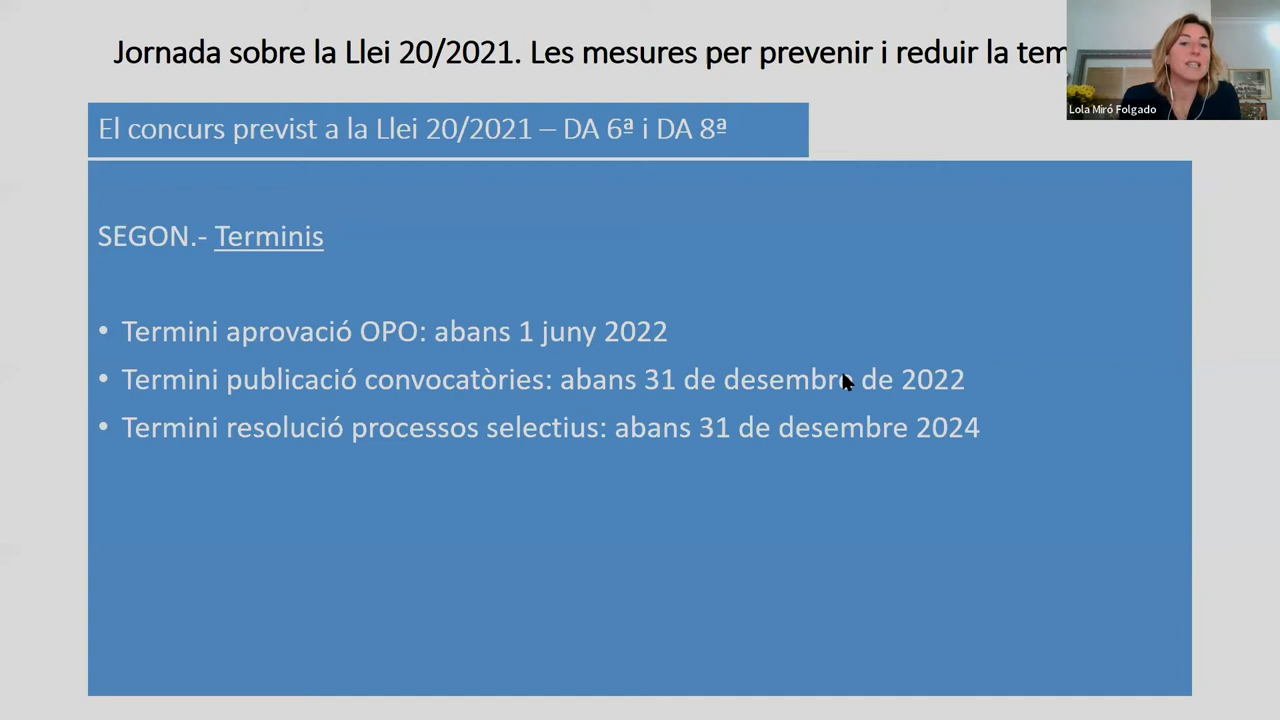 Jornada sobre la Llei 20/2021. Les mesures per prevenir i reduir la
Lola Miró Folgado
El concurs previst a la Llei 20/2021 – DA 6ª i DA 8ª
SEGON.- Terminis
• Termini aprovació OPO: abans 1 juny 2022
• Termini publicació convocatòries: abans 31 de desembre de 2022
• Termini resolució processos selectius: abans 31 de desembre 2024